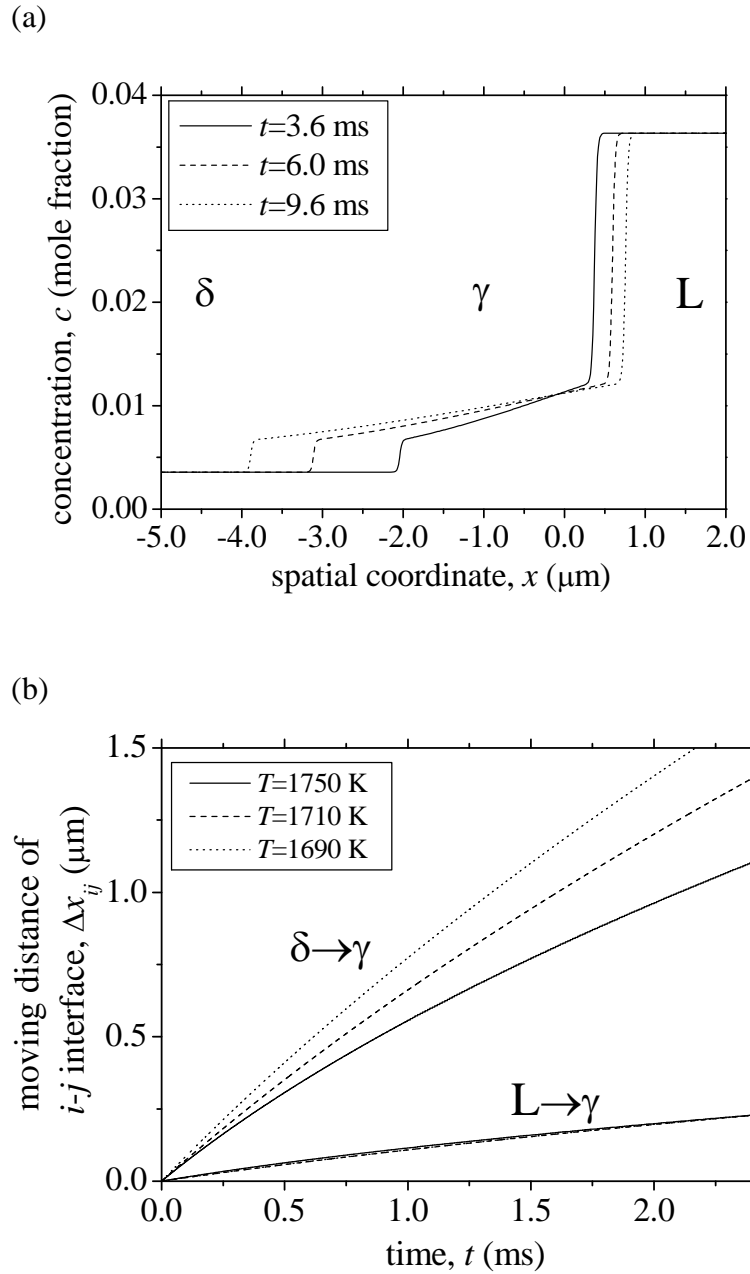 (a)
0.04
0.03
0.02
0.01
0.00
concentration, c (mole fraction)
t=3.6 ms
t=6.0 ms
t=9.6 ms
δ
γ
L
-5.0 -4.0 -3.0 -2.0 -1.0 0.0 1.0 2.0
spatial coordinate, x (μm)
(b)
1.5
1.0
0.5
0.0
moving distance of
i-j interface, Δx_ij (μm)
T=1750 K
T=1710 K
T=1690 K
δ→γ
L→γ
0.0 0.5 1.0 1.5 2.0
time, t (ms)